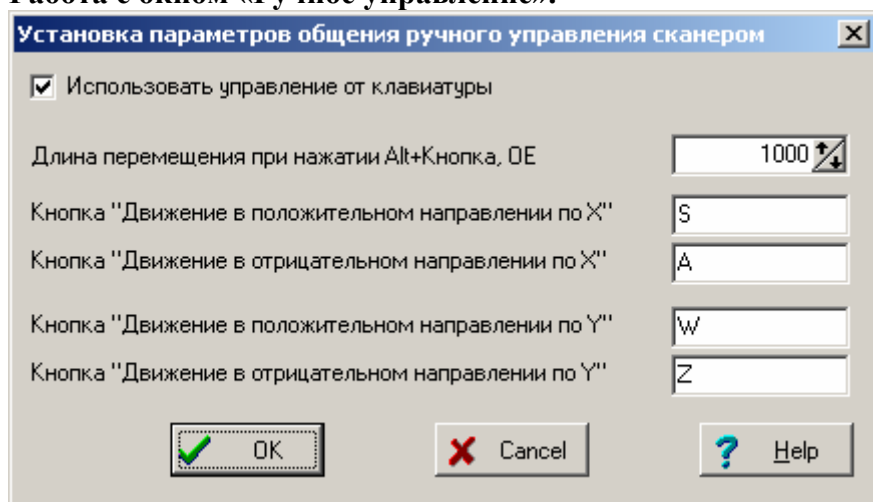 Работа с окном «Ручное управление».
Установка параметров общения ручного управления сканером
Использовать управление от клавиатуры
Длина перемещения при нажатии Alt+Кнопка, ОЕ 1000
Кнопка "Движение в положительном направлении по X" S
Кнопка "Движение в отрицательном направлении по X" A
Кнопка "Движение в положительном направлении по Y" W
Кнопка "Движение в отрицательном направлении по Y" Z
OK Cancel Help